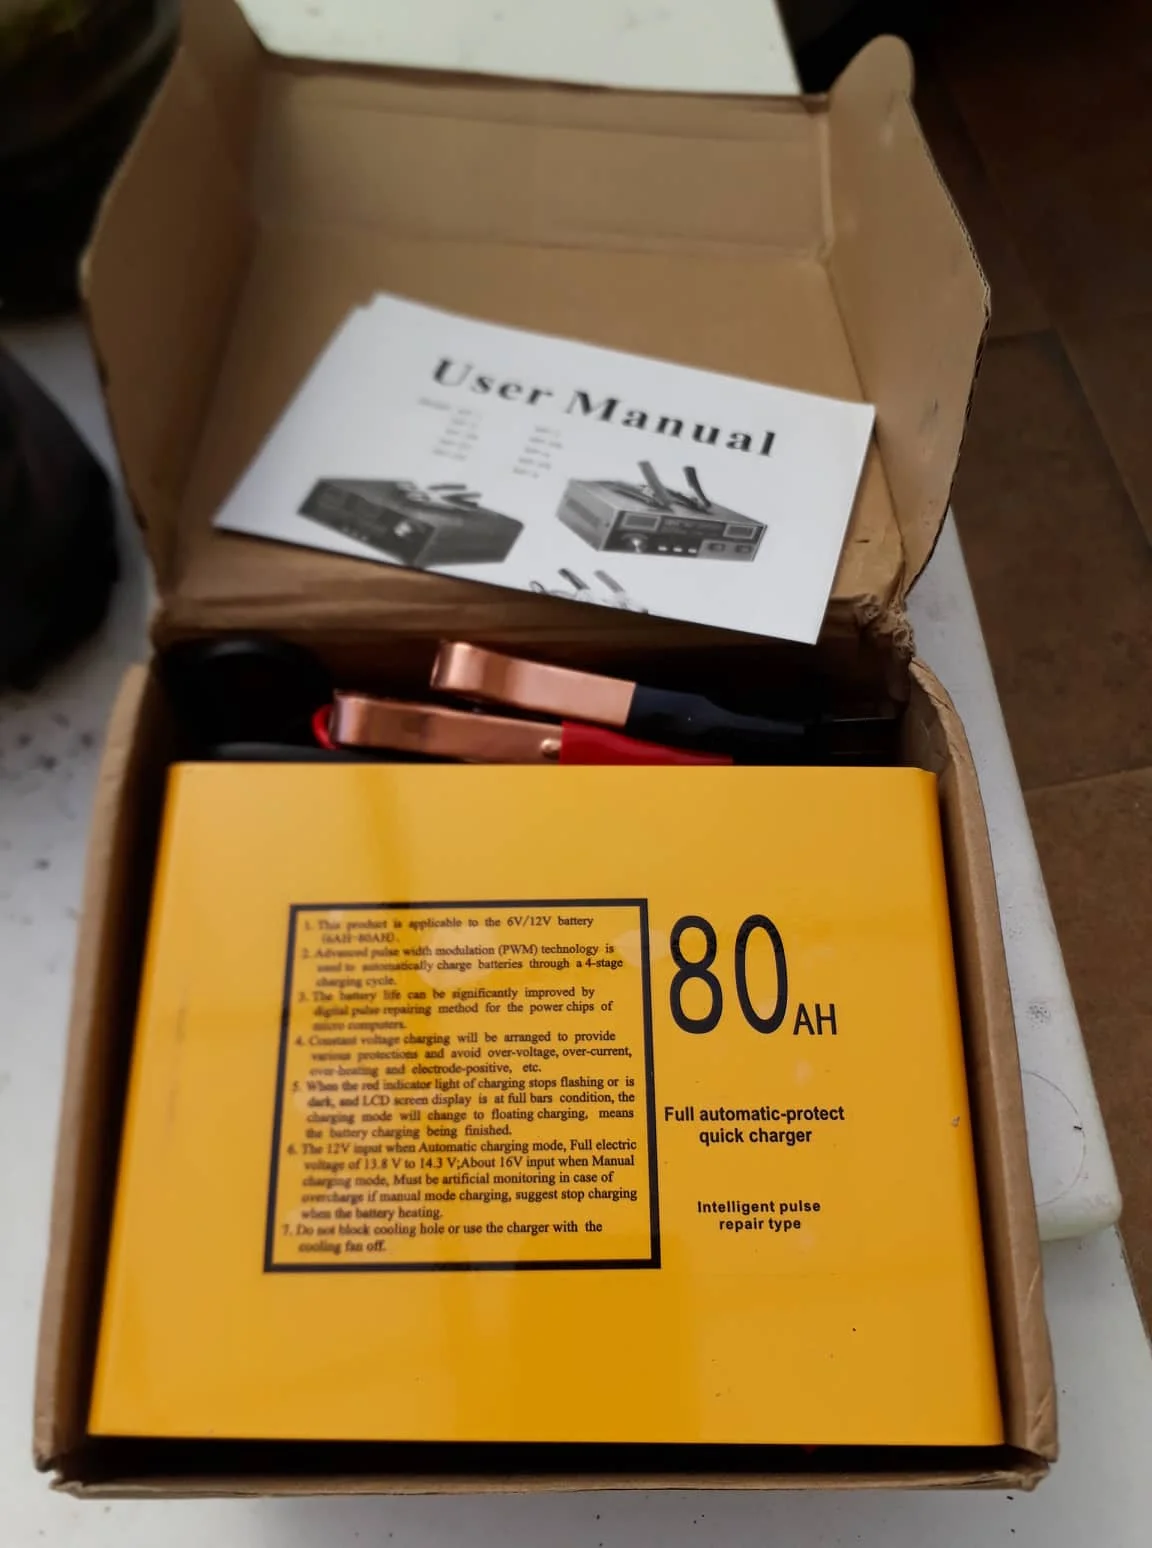 User Manual
1. This product is applicable to the 6V/12V battery
(6AH-80AH).
2. Advanced pulse width modulation (PWM) technology is
used to automatically charge batteries through a 4-stage
charging cycle.
3. The battery life can be significantly improved by
digital pulse repairing method for the power chips of
micro computers.
4. Constant voltage charging will be arranged to provide
various protections and avoid over-voltage, over-current,
over-heating and electrode-positive, etc.
5. When the red indicator light of charging stops flashing or is
dark, and LCD screen display is at full bars condition, the
charging mode will change to floating charging, means
the battery charging being finished.
6. The 12V input when Automatic charging mode, Full electric
voltage of 13.8 V to 14.3 V;About 16V input when Manual
charging mode, Must be artificial monitoring in case of
overcharge if manual mode charging, suggest stop charging
when the battery heating.
7. Do not block cooling hole or use the charger with the
cooling fan off.
80AH
Full automatic-protect
quick charger
Intelligent pulse
repair type